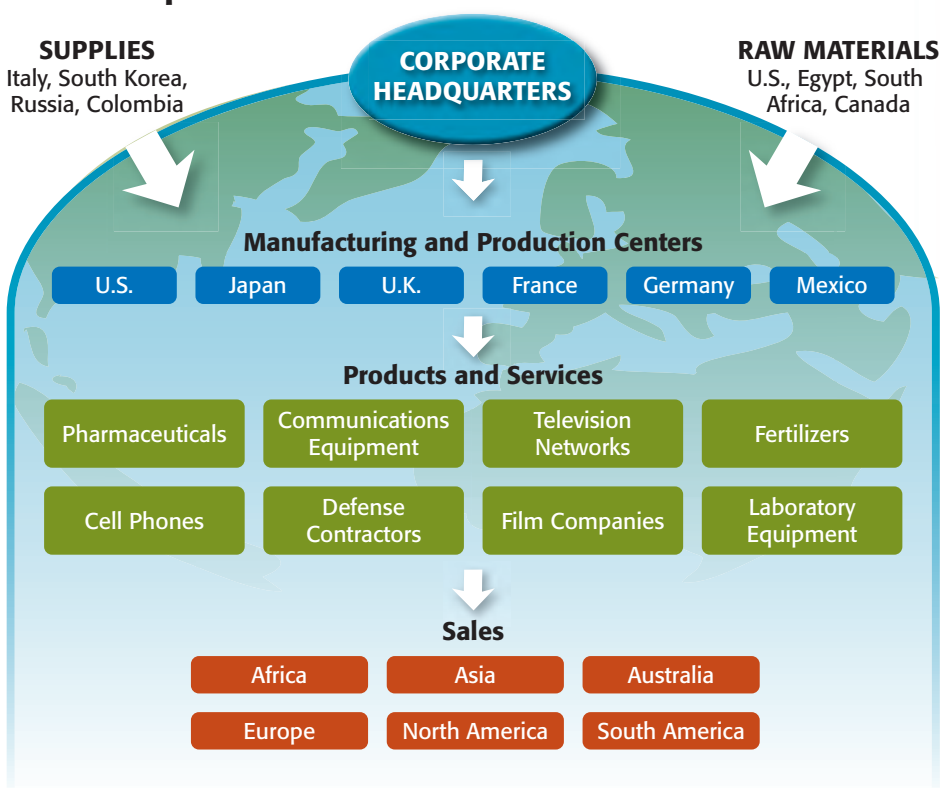 SUPPLIES
Italy, South Korea,
Russia, Colombia
CORPORATE
HEADQUARTERS
RAW MATERIALS
U.S., Egypt, South
Africa, Canada
Manufacturing and Production Centers
U.S.
Japan
U.K.
France
Germany
Mexico
Products and Services
Pharmaceuticals
Communications
Equipment
Television
Networks
Fertilizers
Cell Phones
Defense
Contractors
Film Companies
Laboratory
Equipment
Sales
Africa
Asia
Australia
Europe
North America
South America